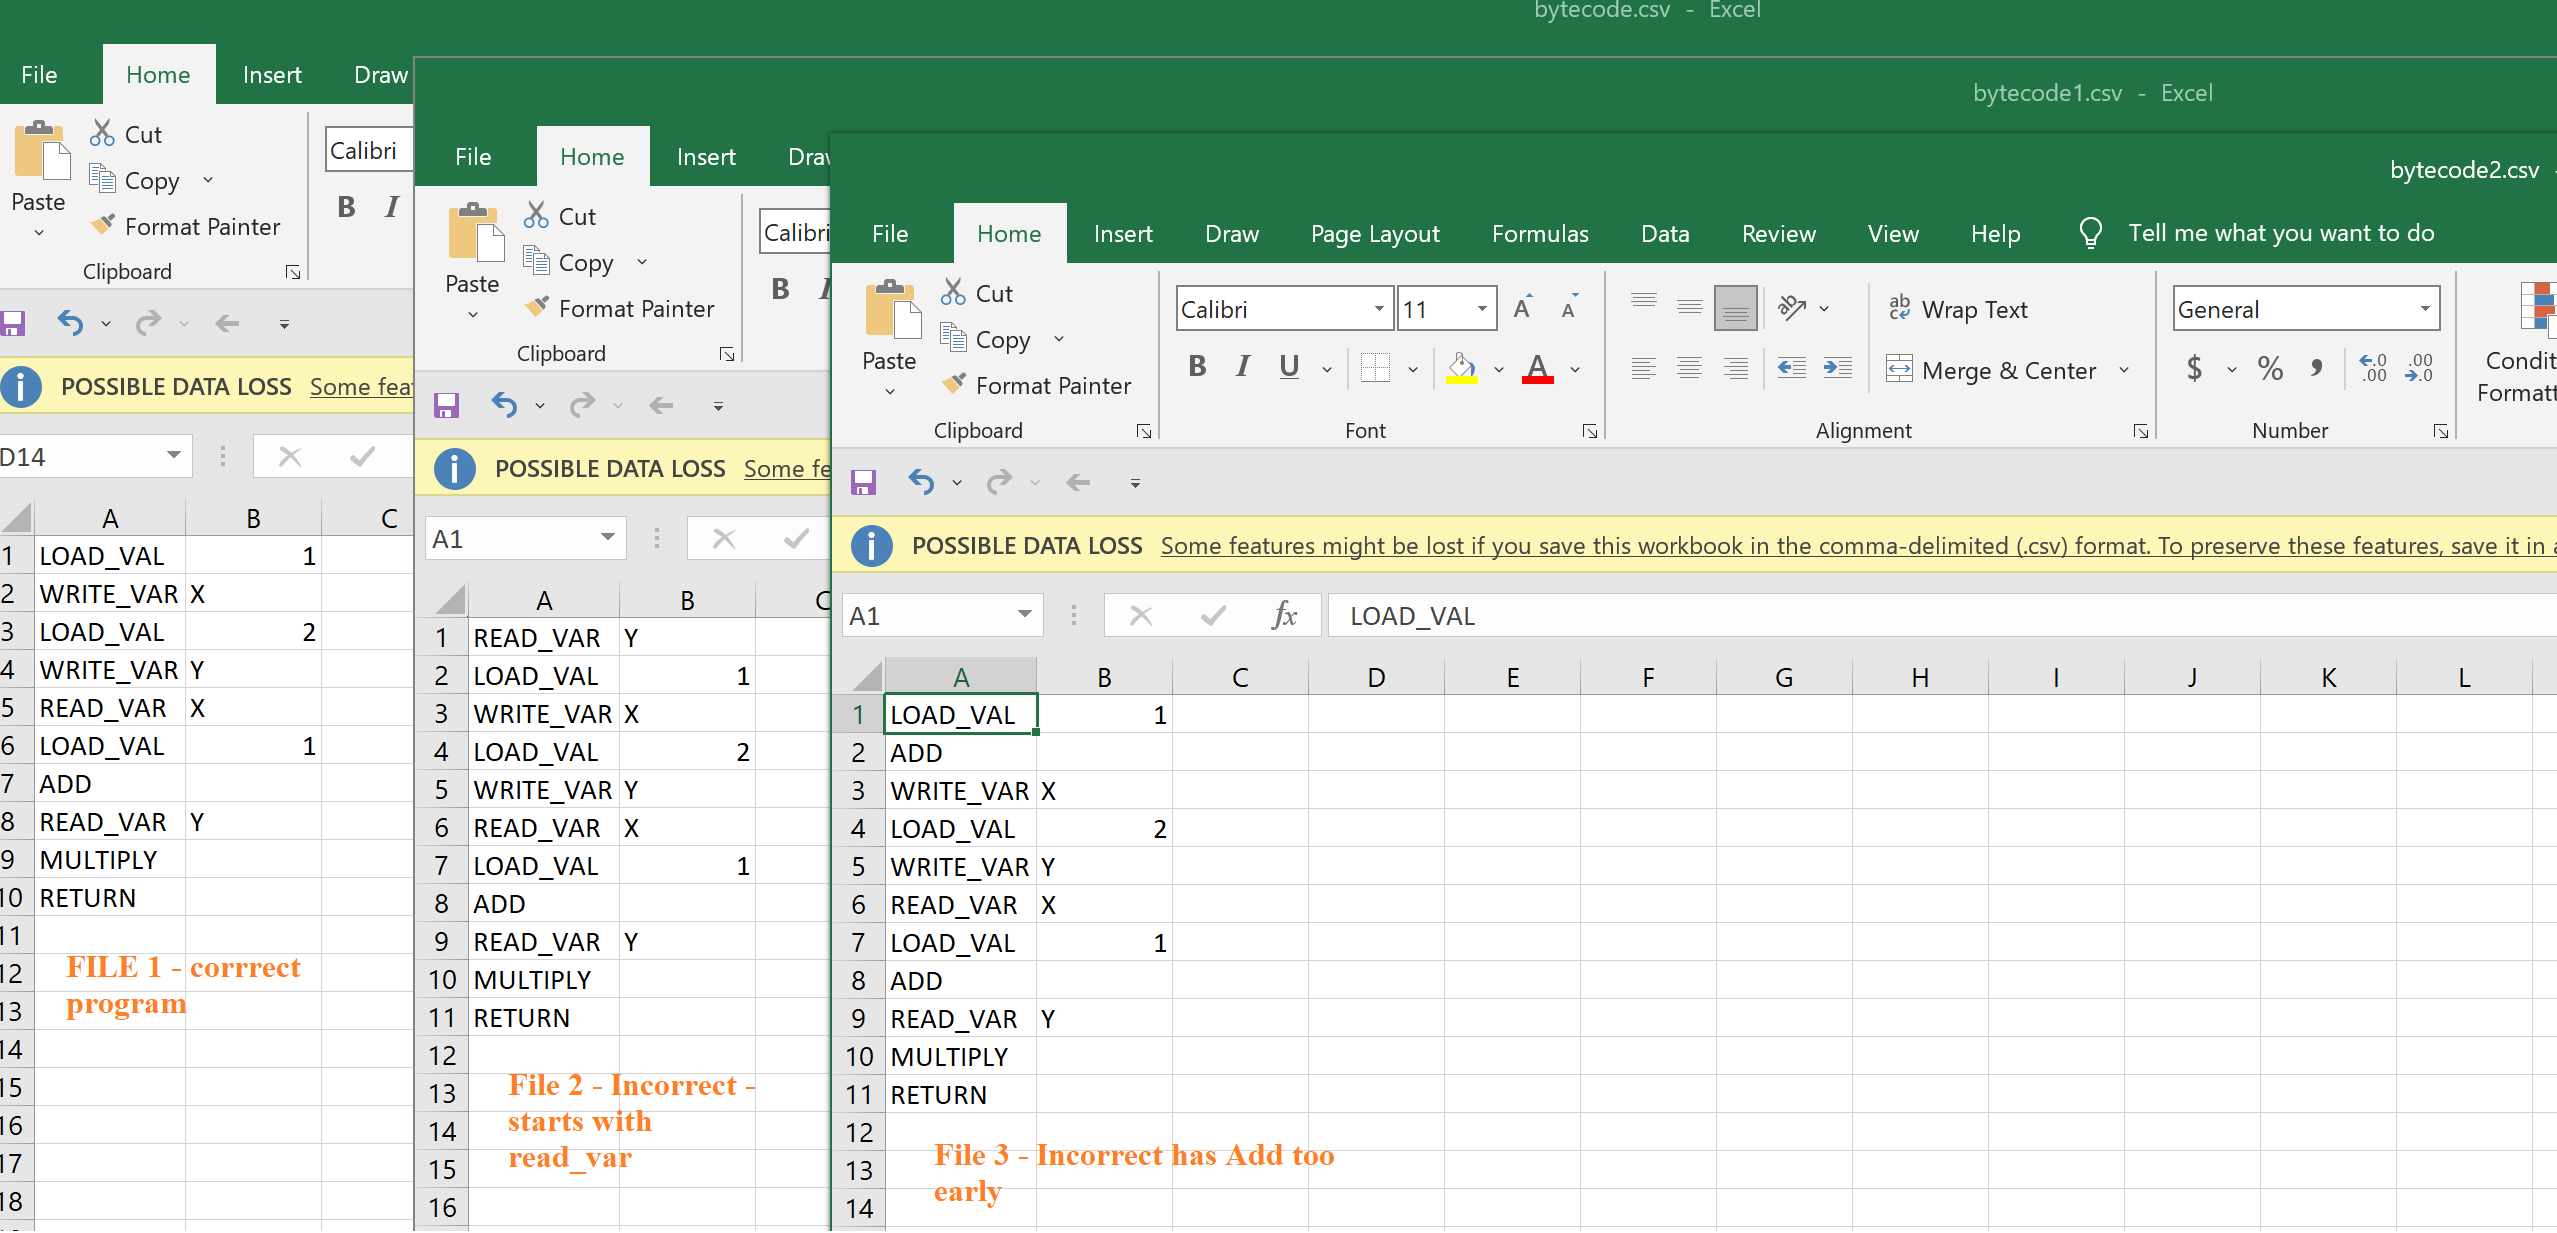 bytecode.csv - Excel
File Home Insert Draw
Cut
Copy
Paste
Format Painter
Clipboard
Calibri
B I
POSSIBLE DATA LOSS Some
D14
A B C
1 LOAD_VAL 1
2 WRITE_VAR X
3 LOAD_VAL 2
4 WRITE_VAR Y
5 READ_VAR X
6 LOAD_VAL 1
7 ADD
8 READ_VAR Y
9 MULTIPLY
10 RETURN
11
12
13
14
15
16
17
18
FILE 1 - corrrect
program
bytecode1.csv - Excel
File Home Insert
Cut
Copy
Paste
Format Painter
Clipboard
Calibri
B I
POSSIBLE DATA LOSS Some
A1
A B C
1 READ_VAR Y
2 LOAD_VAL 1
3 WRITE_VAR X
4 LOAD_VAL 2
5 WRITE_VAR Y
6 READ_VAR X
7 LOAD_VAL 1
8 ADD
9 READ_VAR Y
10 MULTIPLY
11 RETURN
12
13
14
15
16
File 2 - Incorrect -
starts with
read_var
bytecode2.csv -
File Home Insert Draw Page Layout Formulas Data Review View Help Tell me what you want to do
Cut
Copy
Paste
Format Painter
Clipboard
Calibri 11 A A
B I U A
Font
ab Wrap Text
Merge & Center
Alignment
General
$ % , .0 .00 .00 .0
Number
POSSIBLE DATA LOSS Some features might be lost if you save this workbook in the comma-delimited (.csv) format. To preserve these features, save it in
A1 fx LOAD_VAL
A B C D E F G H I J K L
1 LOAD_VAL 1
2 ADD
3 WRITE_VAR X
4 LOAD_VAL 2
5 WRITE_VAR Y
6 READ_VAR X
7 LOAD_VAL 1
8 ADD
9 READ_VAR Y
10 MULTIPLY
11 RETURN
12
13
14
File 3 - Incorrect has Add too
early